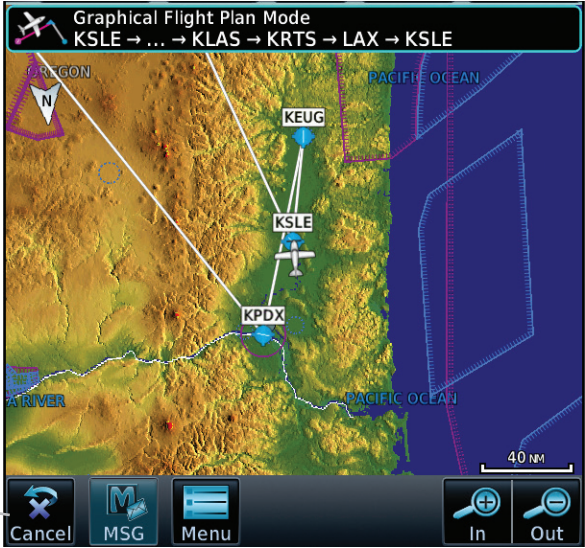 Graphical Flight Plan Mode
KSLE → ... → KLAS → KRTS → LAX → KSLE
OREGON
PACIFIC OCEAN
N
KEUG
KSLE
KPDX
A RIVER
PACIFIC OCEAN
40 NM
Cancel
MSG
Menu
In
Out